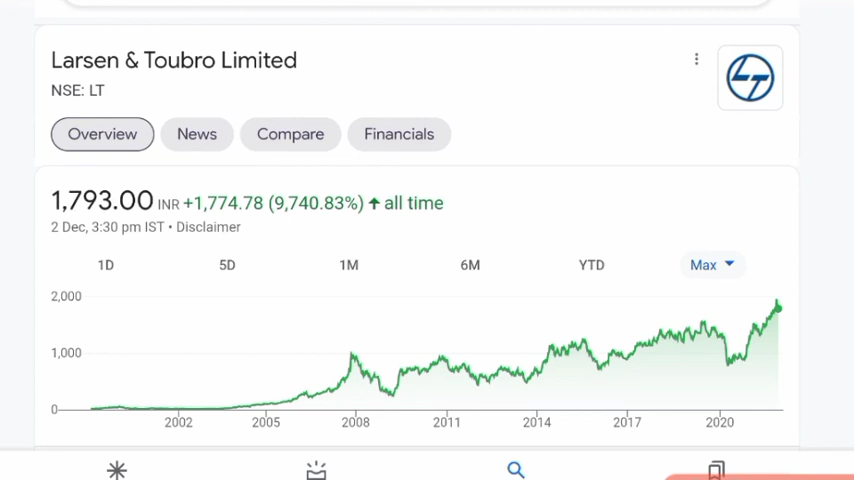 Larsen & Toubro Limited
NSE: LT
LT
Overview News Compare Financials
1,793.00 INR +1,774.78 (9,740.83%) ↑ all time
2 Dec, 3:30 pm IST • Disclaimer
1D 5D 1M 6M YTD Max
2,000
1,000
0
2002 2005 2008 2011 2014 2017 2020